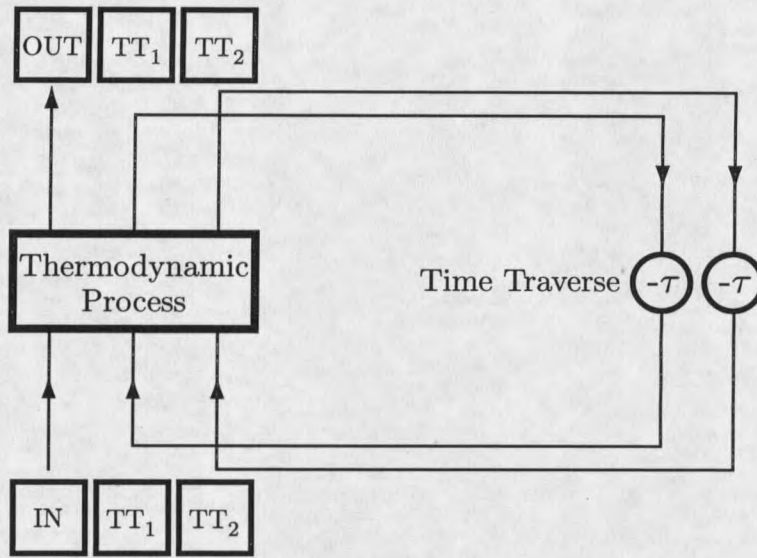 OUT TT₁ TT₂
Thermodynamic
Process
Time Traverse -τ -τ
IN TT₁ TT₂